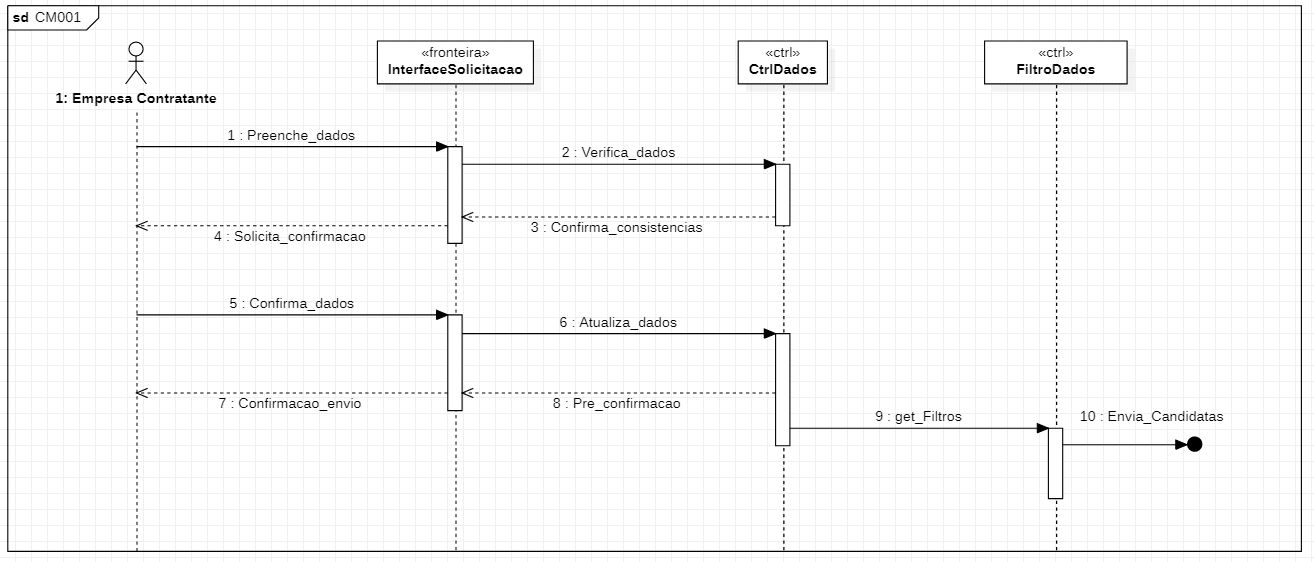 sd CM001
«fronteira»
InterfaceSolicitacao
«ctrl»
CtrlDados
«ctrl»
FiltroDados
1: Empresa Contratante
1 : Preenche_dados
2 : Verifica_dados
3 : Confirma_consistencias
4 : Solicita_confirmacao
5 : Confirma_dados
6 : Atualiza_dados
7 : Confirmacao_envio
8 : Pre_confirmacao
9 : get_Filtros
10 : Envia_Candidatas